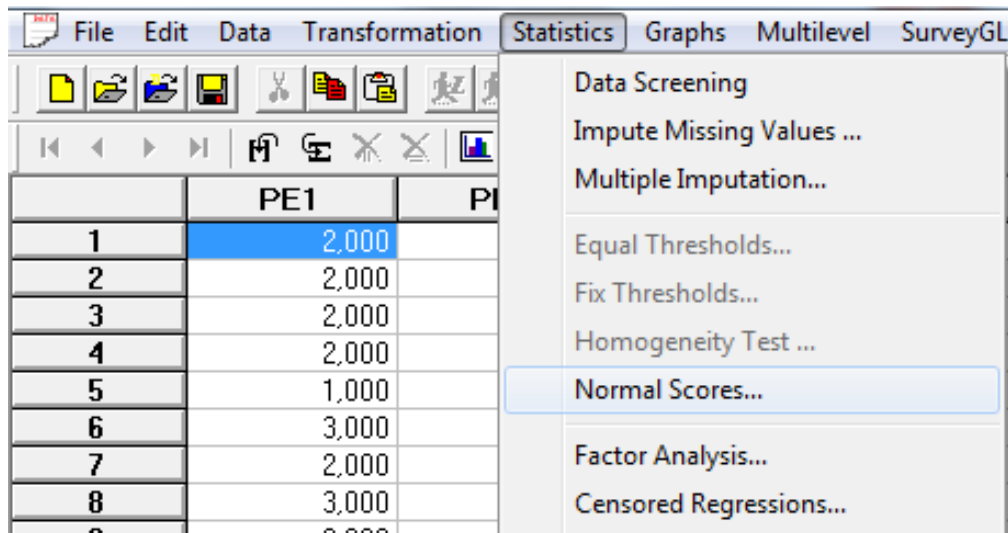 File Edit Data Transformation Statistics Graphs Multilevel SurveyGL
Data Screening
Impute Missing Values ...
Multiple Imputation...
Equal Thresholds...
Fix Thresholds...
Homogeneity Test ...
Normal Scores...
Factor Analysis...
Censored Regressions...
PE1
1 2,000
2 2,000
3 2,000
4 2,000
5 1,000
6 3,000
7 2,000
8 3,000